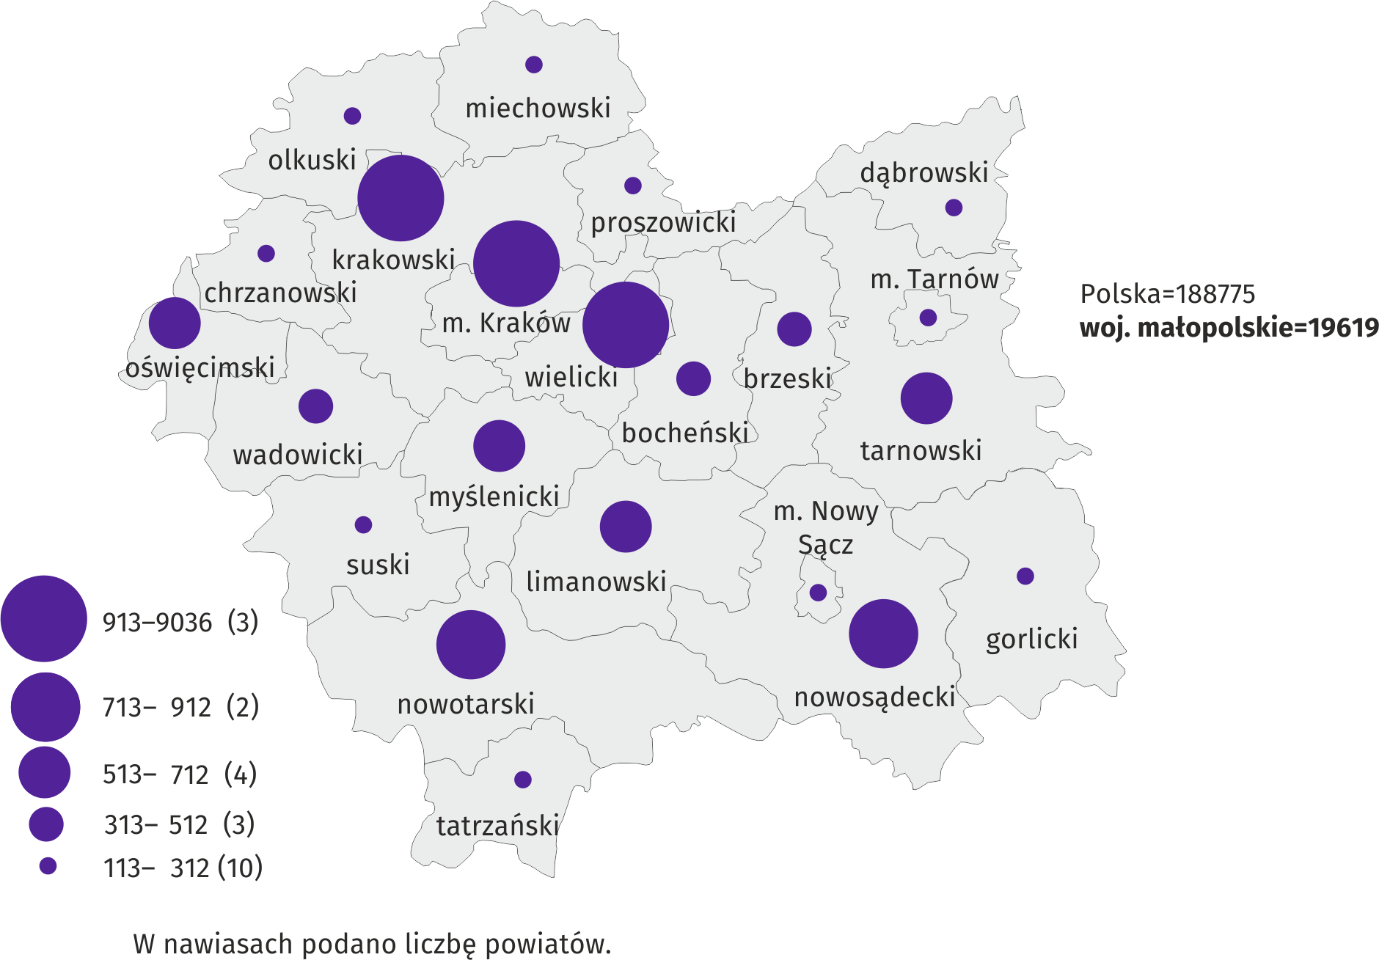 miechowski
olkuski
dąbrowski
proszowicki
krakowski
m. Tarnów
chrzanowski
Polska=188775
woj. małopolskie=19619
m. Kraków
oświęcimski
wielicki
brzeski
bocheński
wadowicki
tarnowski
myślenicki
m. Nowy
Sącz
suski
limanowski
gorlicki
nowosądecki
nowotarski
tatrzański
913–9036 (3)
713– 912 (2)
513– 712 (4)
313– 512 (3)
113– 312 (10)
W nawiasach podano liczbę powiatów.